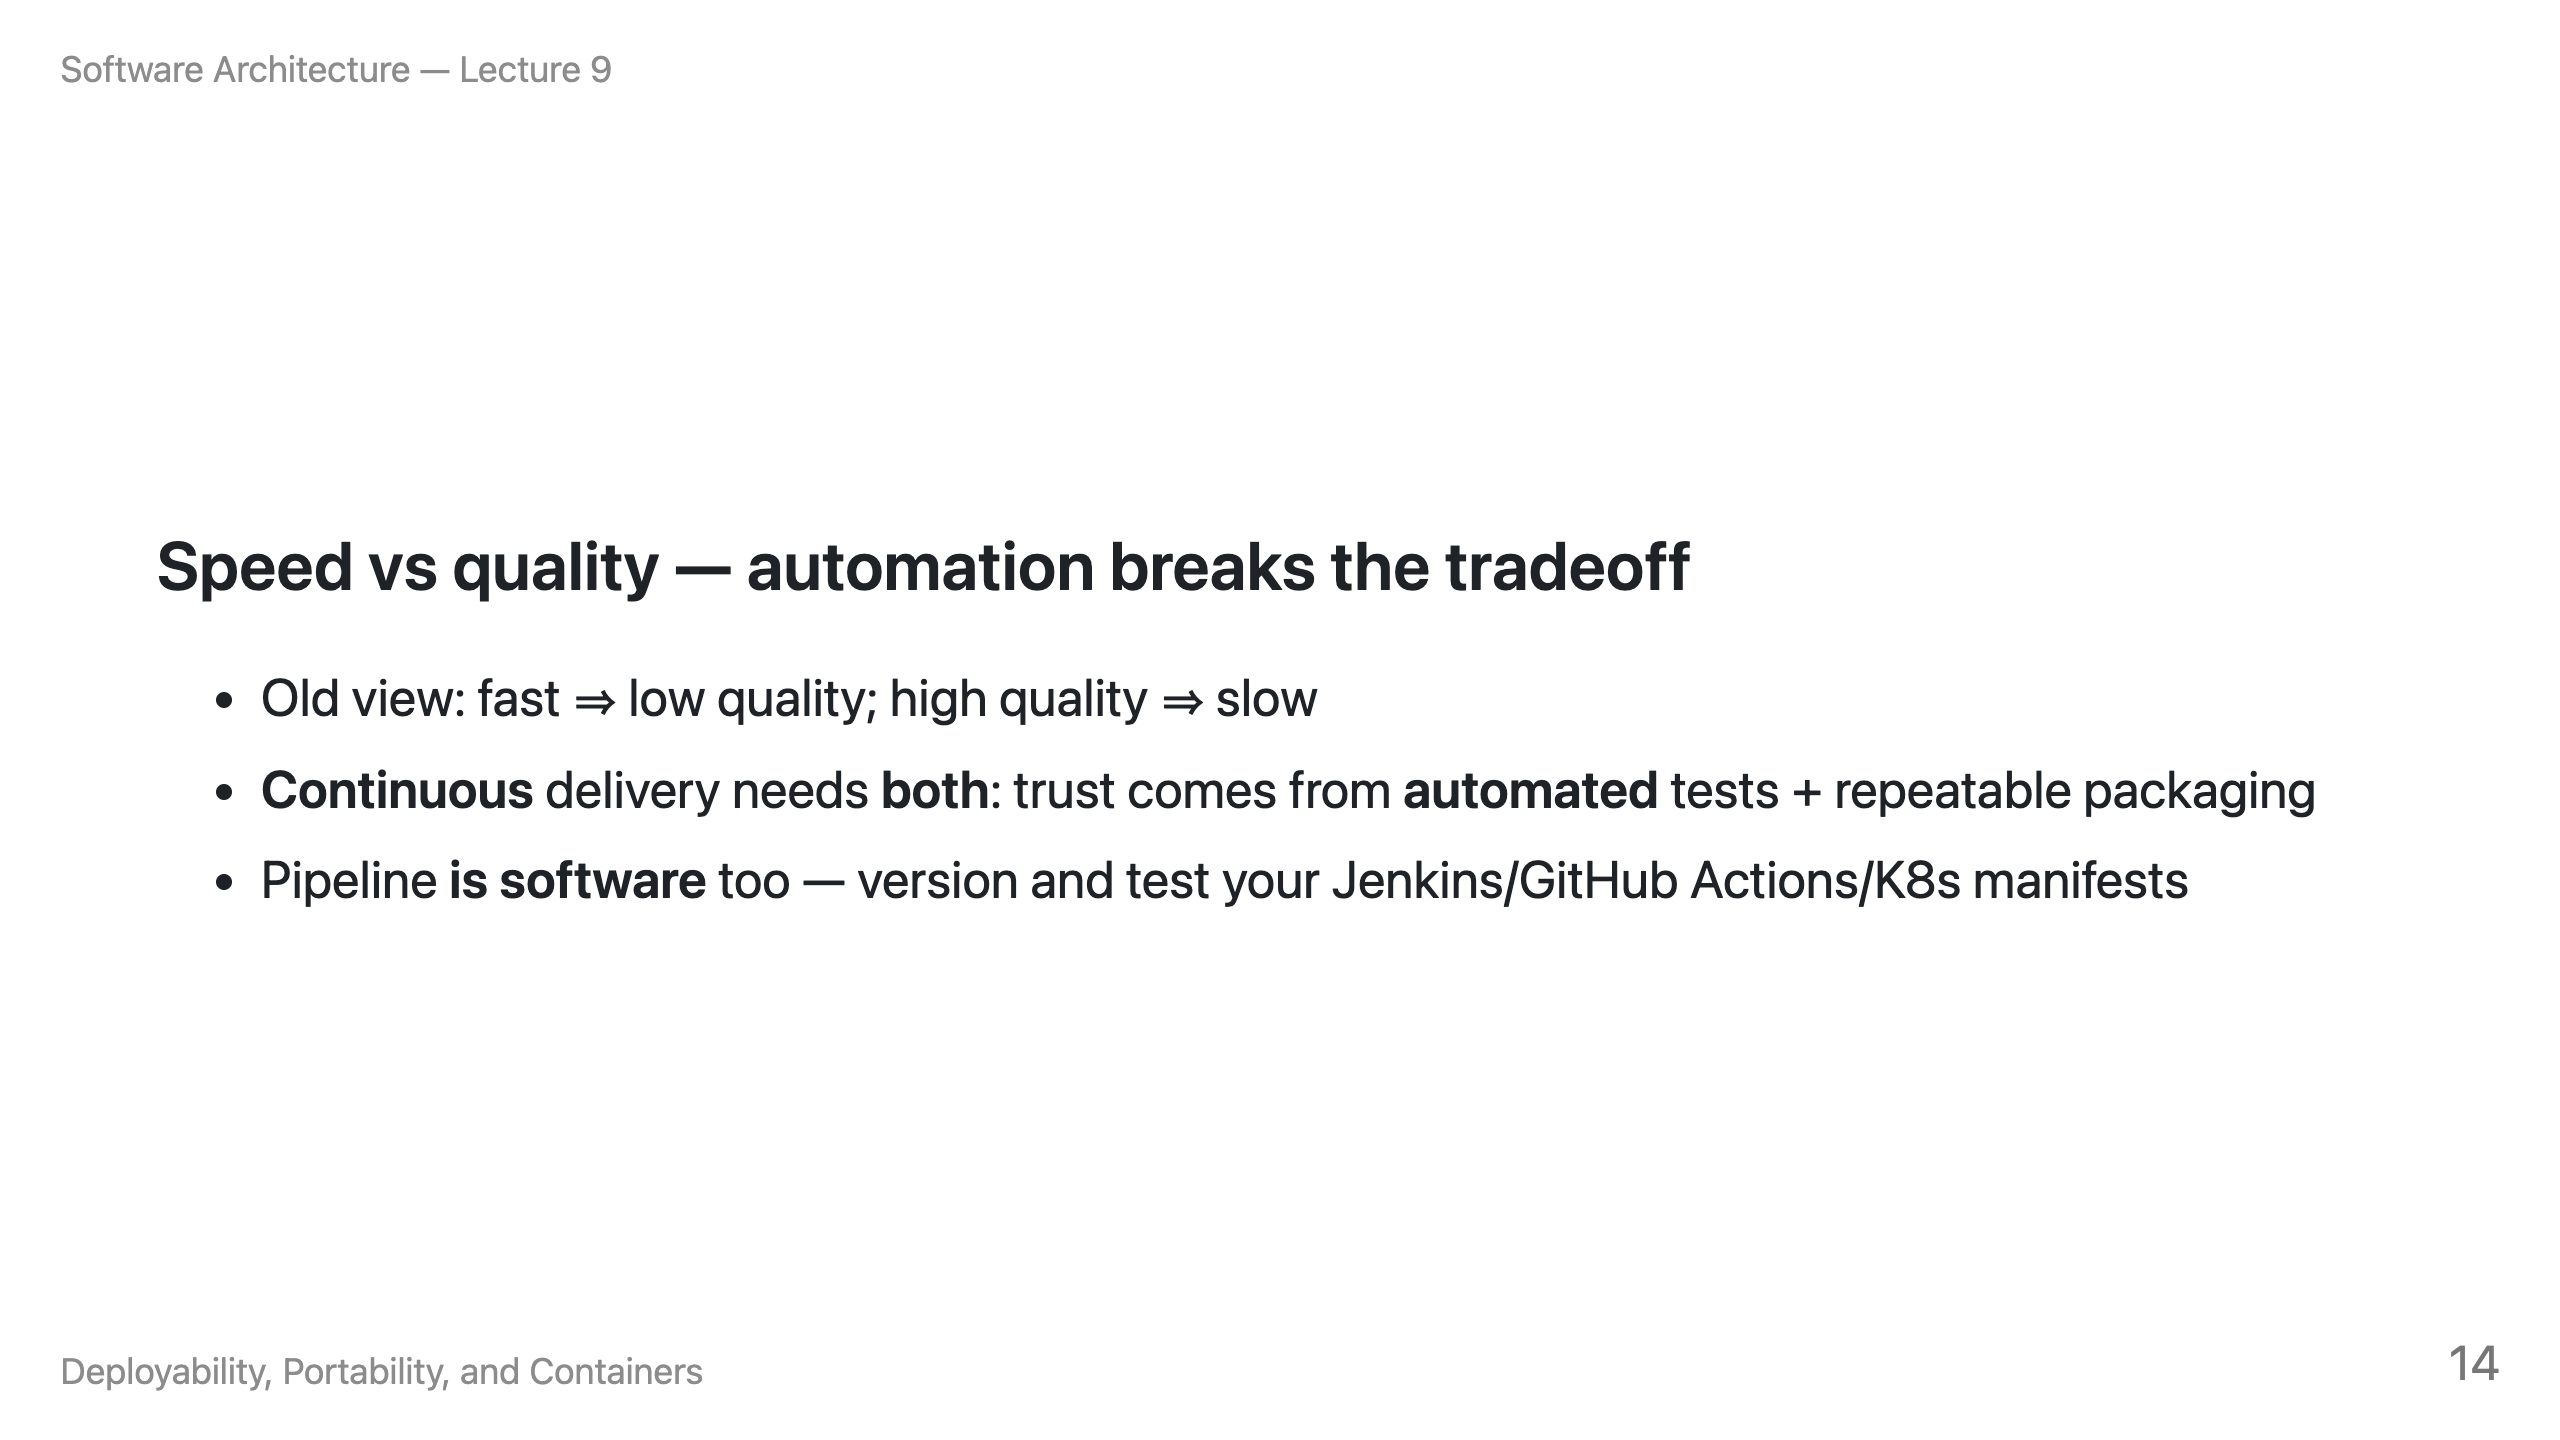 Software Architecture — Lecture 9
Speed vs quality — automation breaks the tradeoff
• Old view: fast ⇒ low quality; high quality ⇒ slow
• Continuous delivery needs both: trust comes from automated tests + repeatable packaging
• Pipeline is software too — version and test your Jenkins/GitHub Actions/K8s manifests
Deployability, Portability, and Containers
14